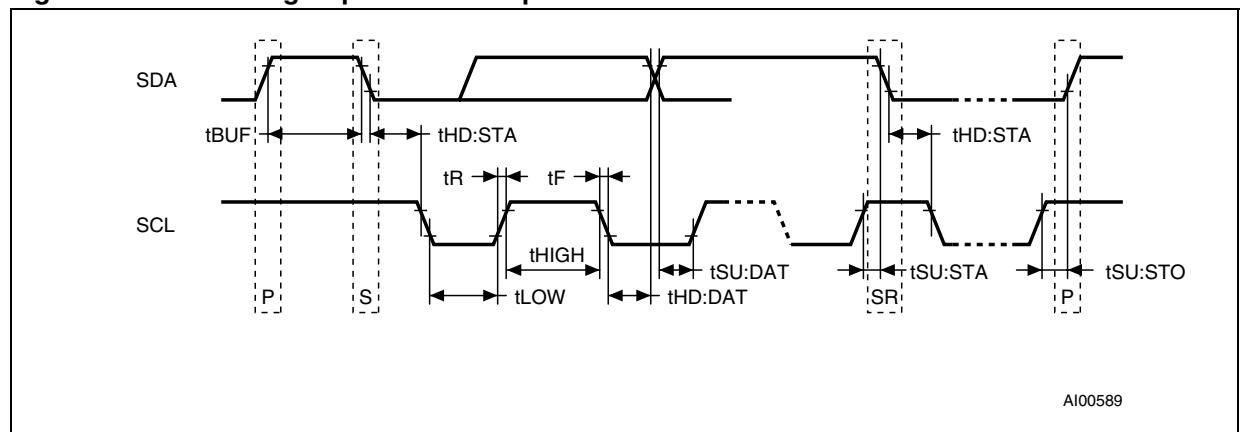 SDA
tBUF
tHD:STA
tHD:STA
tR
tF
SCL
tHIGH
tSU:DAT
tSU:STA
tSU:STO
P
S
tLOW
tHD:DAT
SR
P
AI00589